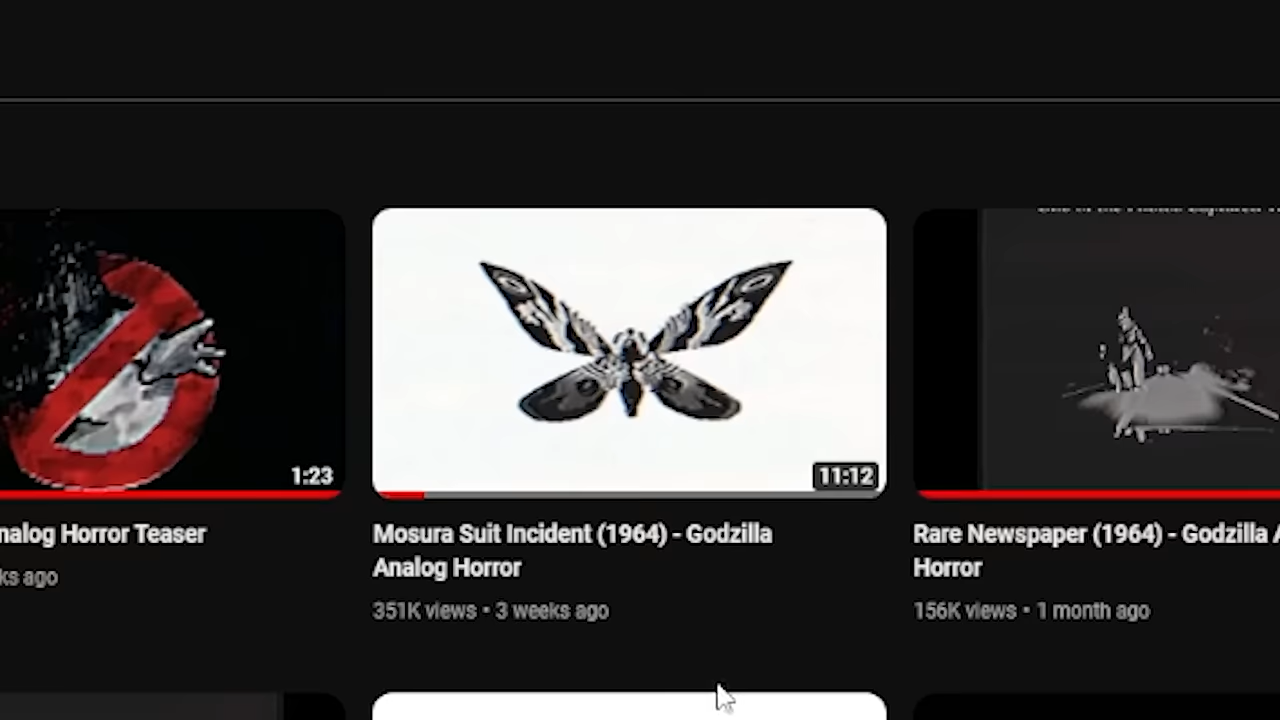 1:23
11:12
nalog Horror Teaser
ks ago
Mosura Suit Incident (1964) - Godzilla
Analog Horror
351K views • 3 weeks ago
Rare Newspaper (1964) - Godzilla A
Horror
156K views • 1 month ago